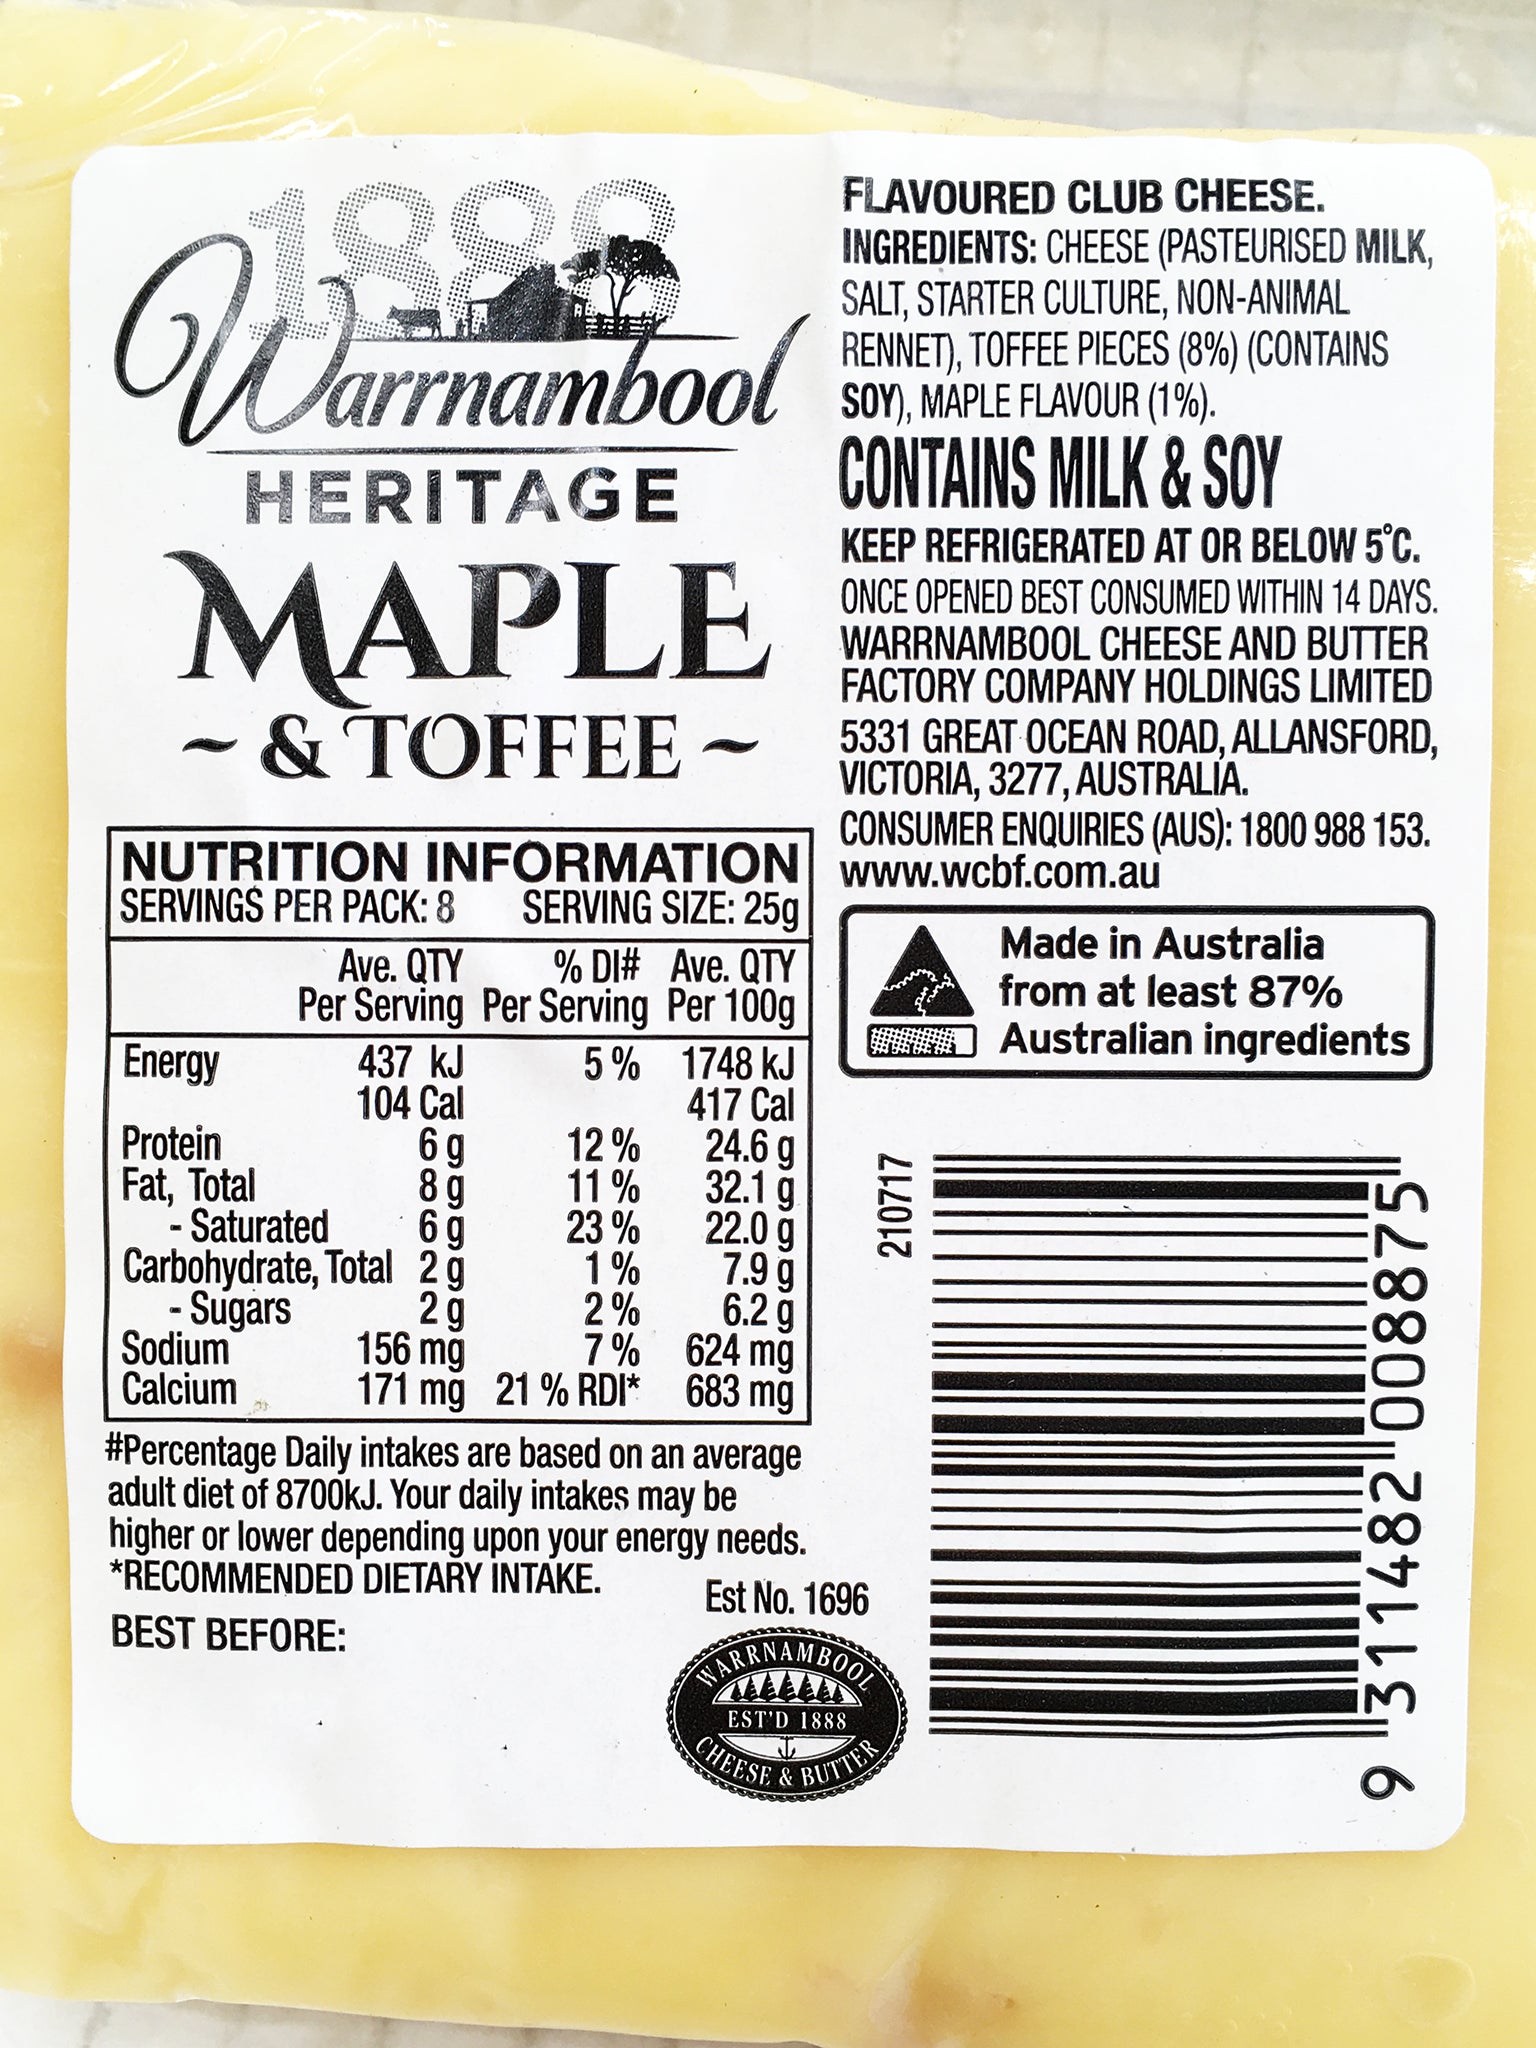 1888
Warrnambool
HERITAGE
MAPLE
~ & TOFFEE ~
NUTRITION INFORMATION
SERVINGS PER PACK: 8 SERVING SIZE: 25g
Ave. QTY % DI# Ave. QTY
Per Serving Per Serving Per 100g
Energy 437 kJ 5 % 1748 kJ
104 Cal 417 Cal
Protein 6 g 12 % 24.6 g
Fat, Total 8 g 11 % 32.1 g
- Saturated 6 g 23 % 22.0 g
Carbohydrate, Total 2 g 1 % 7.9 g
- Sugars 2 g 2 % 6.2 g
Sodium 156 mg 7 % 624 mg
Calcium 171 mg 21 % RDI* 683 mg
#Percentage Daily intakes are based on an average
adult diet of 8700kJ. Your daily intakes may be
higher or lower depending upon your energy needs.
*RECOMMENDED DIETARY INTAKE.
BEST BEFORE:
Est No. 1696
WARRNAMBOOL
EST'D 1888
CHEESE & BUTTER
FLAVOURED CLUB CHEESE.
INGREDIENTS: CHEESE (PASTEURISED MILK,
SALT, STARTER CULTURE, NON-ANIMAL
RENNET), TOFFEE PIECES (8%) (CONTAINS
SOY), MAPLE FLAVOUR (1%).
CONTAINS MILK & SOY
KEEP REFRIGERATED AT OR BELOW 5°C.
ONCE OPENED BEST CONSUMED WITHIN 14 DAYS.
WARRNAMBOOL CHEESE AND BUTTER
FACTORY COMPANY HOLDINGS LIMITED
5331 GREAT OCEAN ROAD, ALLANSFORD,
VICTORIA, 3277, AUSTRALIA.
CONSUMER ENQUIRIES (AUS): 1800 988 153.
www.wcbf.com.au
Made in Australia
from at least 87%
Australian ingredients
210717
9 311482 008875